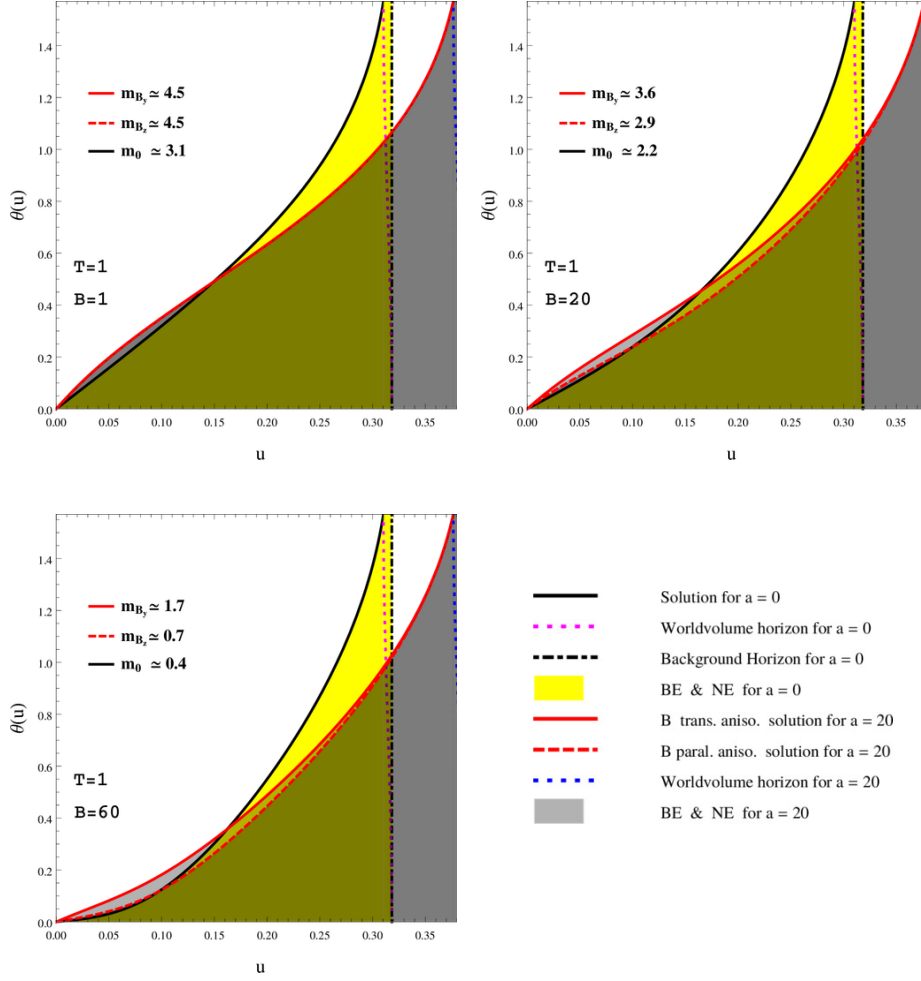 θ(u)
1.4
1.2
1.0
0.8
0.6
0.4
0.2
0.0
m_{B_y} ≃ 4.5
m_{B_z} ≃ 4.5
m_0 ≃ 3.1
T=1
B=1
0.00 0.05 0.10 0.15 0.20 0.25 0.30 0.35
u
θ(u)
1.4
1.2
1.0
0.8
0.6
0.4
0.2
0.0
m_{B_y} ≃ 3.6
m_{B_z} ≃ 2.9
m_0 ≃ 2.2
T=1
B=20
0.00 0.05 0.10 0.15 0.20 0.25 0.30 0.35
u
θ(u)
1.4
1.2
1.0
0.8
0.6
0.4
0.2
0.0
m_{B_y} ≃ 1.7
m_{B_z} ≃ 0.7
m_0 ≃ 0.4
T=1
B=60
0.00 0.05 0.10 0.15 0.20 0.25 0.30 0.35
u
Solution for a = 0
Worldvolume horizon for a = 0
Background Horizon for a = 0
BE & NE for a = 0
B trans. aniso. solution for a = 20
B paral. aniso. solution for a = 20
Worldvolume horizon for a = 20
BE & NE for a = 20